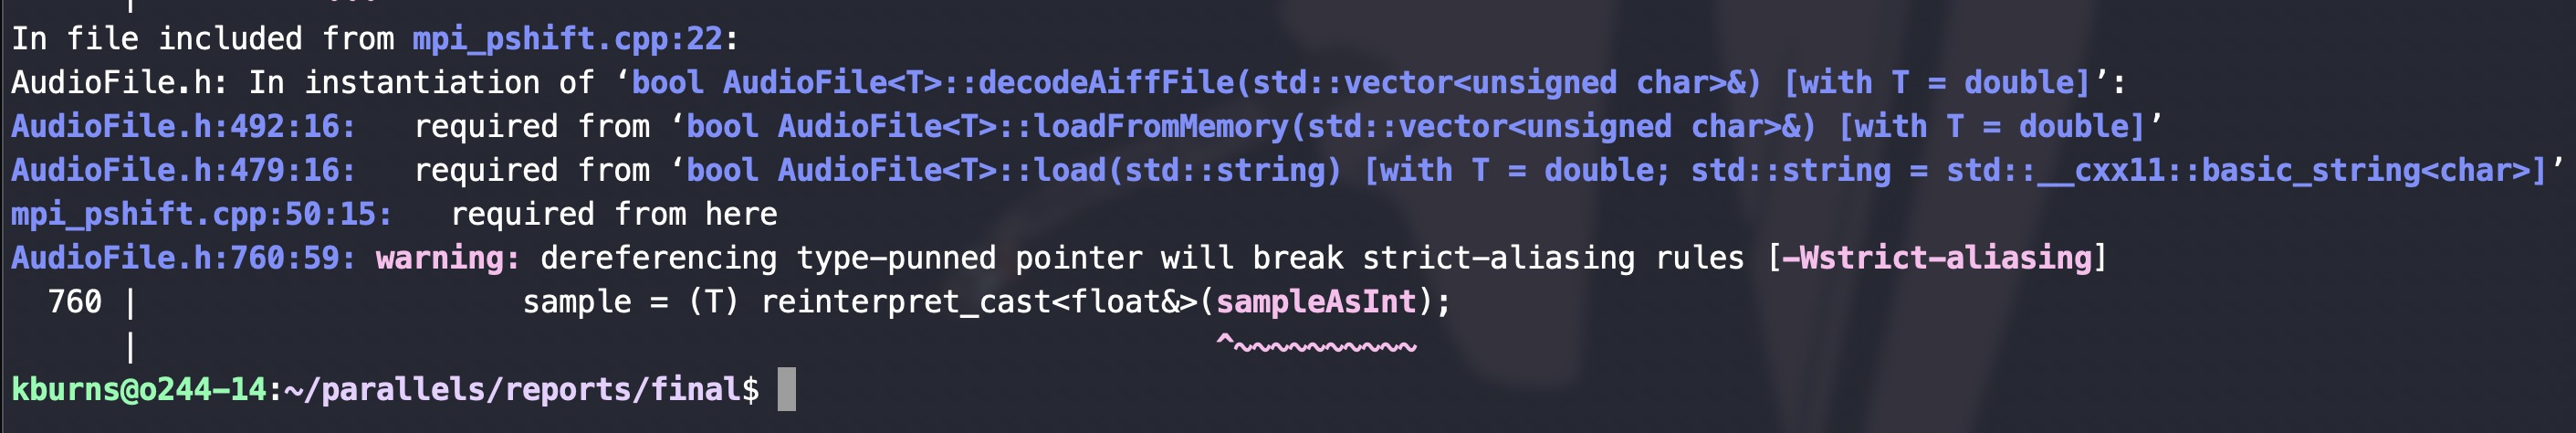 |
In file included from mpi_pshift.cpp:22:
AudioFile.h: In instantiation of ‘bool AudioFile<T>::decodeAiffFile(std::vector<unsigned char>&) [with T = double]’:
AudioFile.h:492:16:   required from ‘bool AudioFile<T>::loadFromMemory(std::vector<unsigned char>&) [with T = double]’
AudioFile.h:479:16:   required from ‘bool AudioFile<T>::load(std::string) [with T = double; std::string = std::__cxx11::basic_string<char>]’
mpi_pshift.cpp:50:15:   required from here
AudioFile.h:760:59: warning: dereferencing type-punned pointer will break strict-aliasing rules [-Wstrict-aliasing]
  760 |                     sample = (T) reinterpret_cast<float&>(sampleAsInt);
      |                                                           ^~~~~~~~~~~
kburns@o244-14:~/parallels/reports/final$